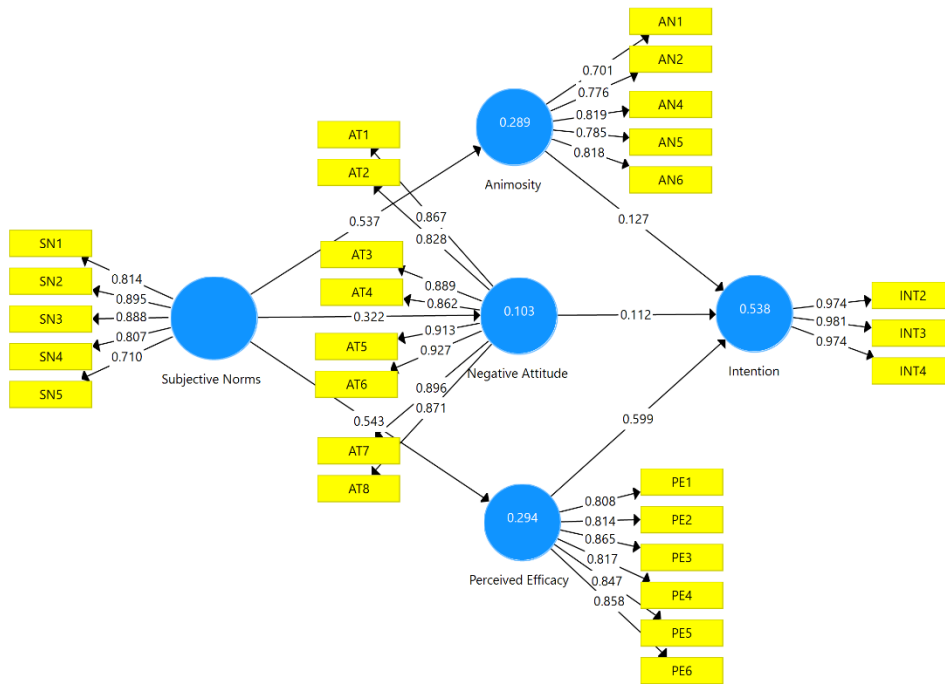 AN1
0.701
AN2
0.776
AN4
0.819
0.289
0.785
AN5
0.818
AN6
Animosity
AT1
AT2
0.867
0.537
0.828
0.127
SN1
0.814
SN2
0.895
SN3
0.888
SN4
0.807
SN5
0.710
Subjective Norms
AT3
0.889
AT4
0.862
0.322
0.103
0.112
AT5
0.913
AT6
0.927
Negative Attitude
0.896
0.871
0.543
AT7
AT8
0.538
Intention
0.974
INT2
0.981
INT3
0.974
INT4
0.599
0.294
Perceived Efficacy
0.808
PE1
0.814
PE2
0.865
PE3
0.817
PE4
0.847
PE5
0.858
PE6